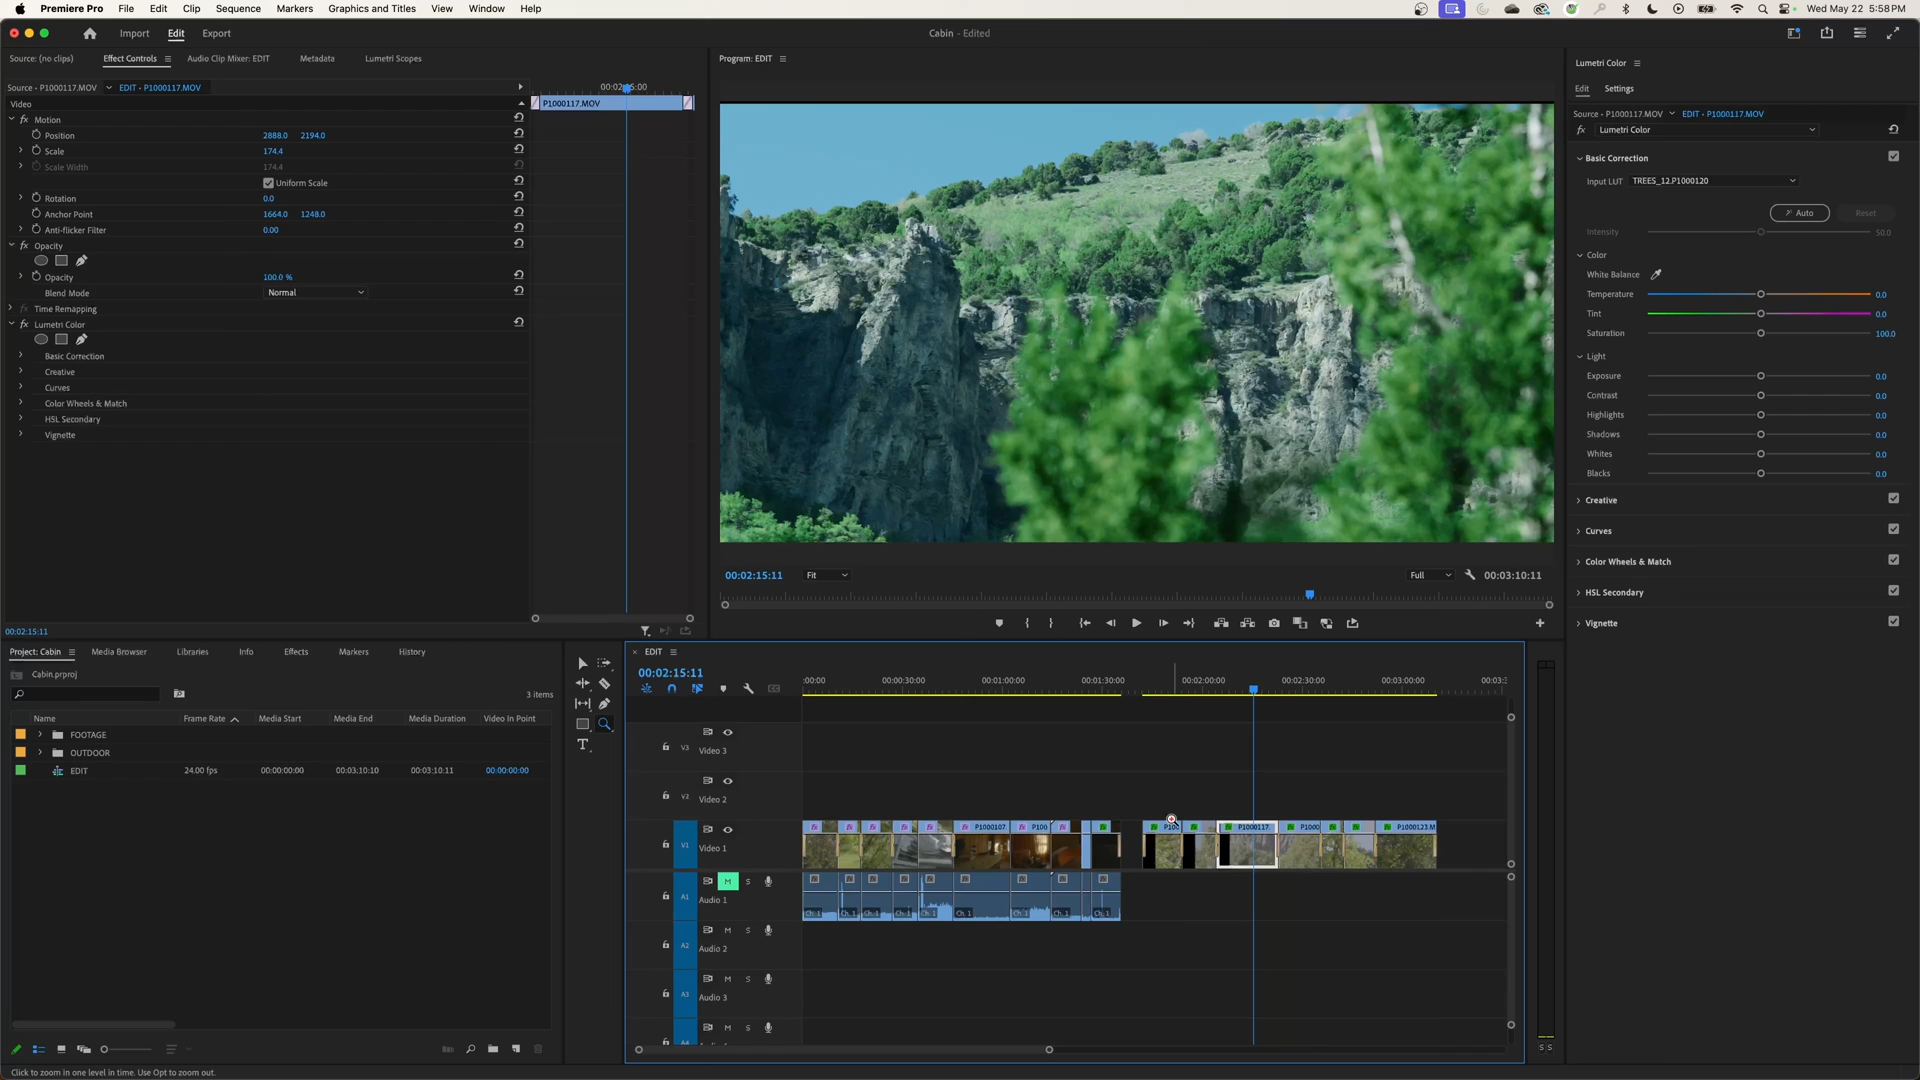 Premiere Pro File Edit Clip Sequence Markers Graphics and Titles View Window Help
Wed May 22 5:58 PM
Import Edit Export
Cabin - Edited
Source: (no clips) Effect Controls Audio Clip Mixer: EDIT Metadata Lumetri Scopes
Source • P1000117.MOV EDIT • P1000117.MOV
Video
Motion
Position 2888.0 2194.0
Scale 174.4
Scale Width 174.4
Uniform Scale
Rotation 0.0
Anchor Point 1664.0 1248.0
Anti-flicker Filter 0.00
Opacity
Opacity 100.0 %
Blend Mode Normal
Time Remapping
Lumetri Color
Basic Correction
Creative
Curves
Color Wheels & Match
HSL Secondary
Vignette
P1000117.MOV
00:02:15:11
Program: EDIT
00:02:15:11 Fit Full 00:03:10:11
Lumetri Color
Edit Settings
Source • P1000117.MOV EDIT • P1000117.MOV
fx Lumetri Color
Basic Correction
Input LUT TREES_12.P1000120
Auto Reset
Intensity 50.0
Color
White Balance
Temperature 0.0
Tint 0.0
Saturation 100.0
Light
Exposure 0.0
Contrast 0.0
Highlights 0.0
Shadows 0.0
Whites 0.0
Blacks 0.0
Creative
Curves
Color Wheels & Match
HSL Secondary
Vignette
Project: Cabin Media Browser Libraries Info Effects Markers History
Cabin.prproj
3 items
Name Frame Rate Media Start Media End Media Duration Video In Point
FOOTAGE
OUTDOOR
EDIT 24.00 fps 00:00:00:00 00:03:10:10 00:03:10:11 00:00:00:00
EDIT
00:02:15:11
:00:00 00:00:30:00 00:01:00:00 00:01:30:00 00:02:00:00 00:02:30:00 00:03:00:00
V3 Video 3
V2 Video 2
V1 Video 1
P1000107. P100 P1000117. P1000 P1000123.M
A1 M S Audio 1
Ch. 1 Ch. 1 Ch. 1 Ch. 1 Ch. 1 Ch. 1 Ch. 1 Ch. 1 Ch. 1
A2 M S Audio 2
A3 M S Audio 3
M S
S S
Click to zoom in one level in time. Use Opt to zoom out.